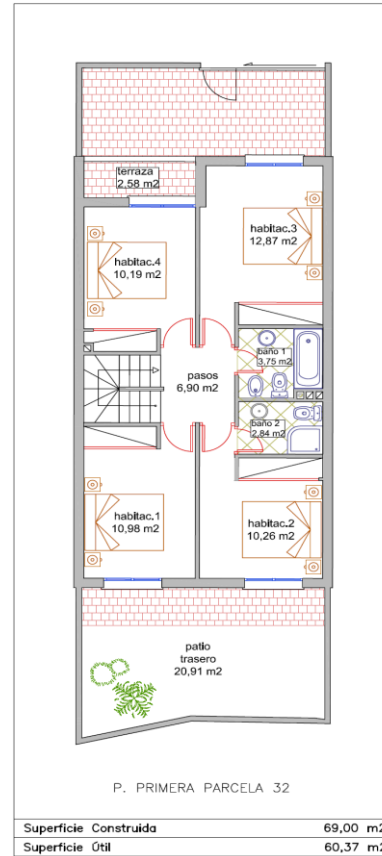 terraza
2,58 m2
habitac.3
12,87 m2
habitac.4
10,19 m2
baño 1
3,75 m2
pasos
6,90 m2
baño 2
2,84 m2
habitac.1
10,98 m2
habitac.2
10,26 m2
patio
trasero
20,91 m2
P. PRIMERA PARCELA 32
Superficie Construida 69,00 m2
Superficie Útil 60,37 m2